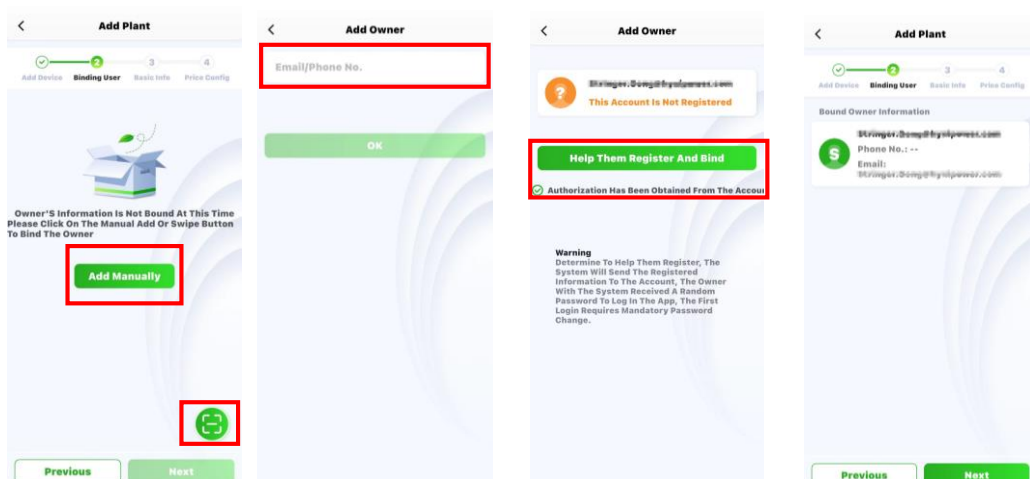 Add Plant
Add Device Binding User Basic Info Price Config
2 3 4
Owner'S Information Is Not Bound At This Time
Please Click On The Manual Add Or Swipe Button
To Bind The Owner
Add Manually
Previous Next
Add Owner
Email/Phone No.
OK
Add Owner
?
This Account Is Not Registered
Help Them Register And Bind
Authorization Has Been Obtained From The Accou
Warning
Determine To Help Them Register, The
System Will Send The Registered
Information To The Account, The Owner
With The System Received A Random
Password To Log In The App, The First
Login Requires Mandatory Password
Change.
Add Plant
2 3 4
Add Device Binding User Basic Info Price Config
Bound Owner Information
S
Phone No.: --
Email:
Previous Next